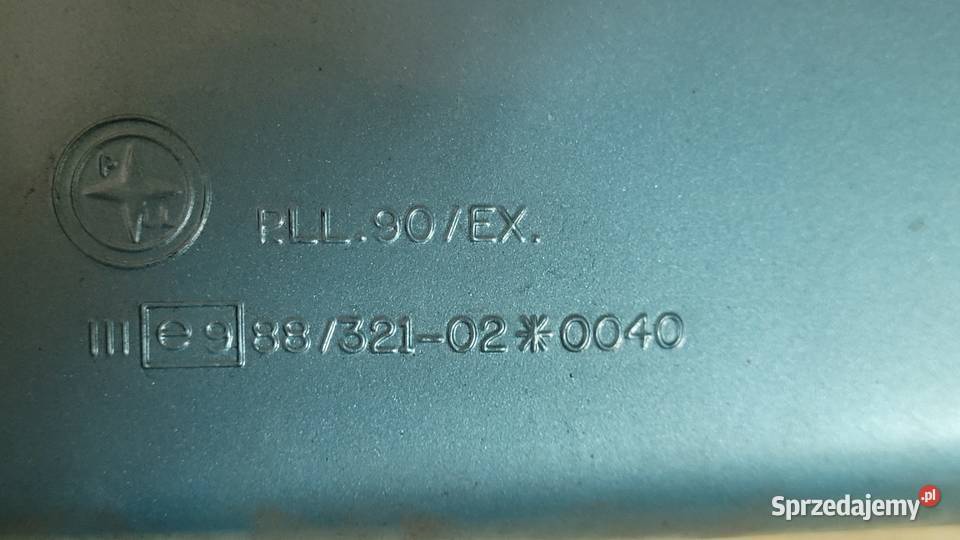 RLL.90/EX.
III e9 88/321-02*0040
Sprzedajemy.pl